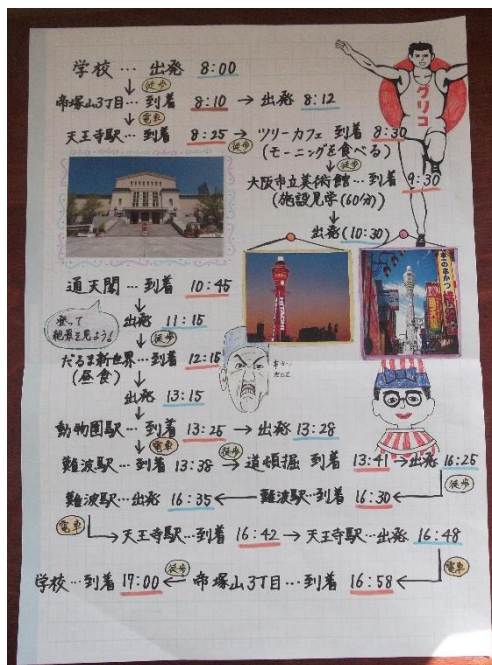 学校… 出発 8:00
徒歩
帝塚山3丁目… 到着 8:10 → 出発 8:12
電車
天王寺駅… 到着 8:25 → ツリーカフェ 到着 8:30
徒歩
(モーニングを食べる)
徒歩
大阪市立美術館… 到着 9:30
(施設見学(60分))
出発(10:30)
グリコ
通天閣… 到着 10:45
登って
絶景を見よう!
出発 11:15
徒歩
だるま新世界… 到着 12:15
(昼食)
出発 13:15
HITACHI
動物園駅… 到着 13:25 → 出発 13:28
電車
徒歩
難波駅… 到着 13:38 → 道頓堀 到着 13:41 → 出発 16:25
徒歩
難波駅… 出発 16:35 ← 難波駅… 到着 16:30
電車
天王寺駅… 到着 16:42 → 天王寺駅… 出発 16:48
電車
徒歩
学校… 到着 17:00 ← 帝塚山3丁目… 到着 16:58